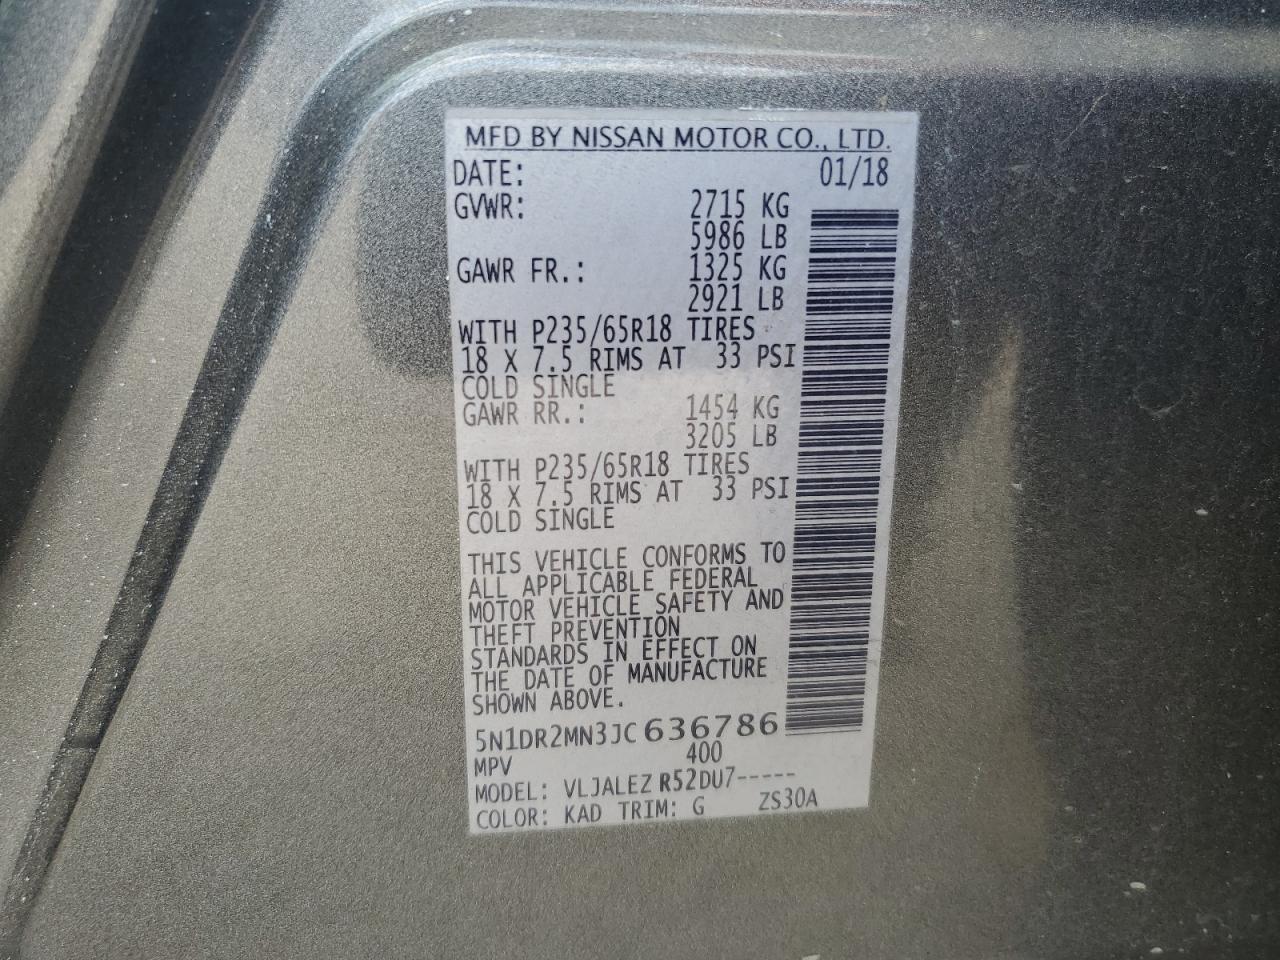 MFD BY NISSAN MOTOR CO., LTD.
DATE: 01/18
GVWR: 2715 KG
5986 LB
GAWR FR.: 1325 KG
2921 LB
WITH P235/65R18 TIRES
18 X 7.5 RIMS AT 33 PSI
COLD SINGLE
GAWR RR.: 1454 KG
3205 LB
WITH P235/65R18 TIRES
18 X 7.5 RIMS AT 33 PSI
COLD SINGLE
THIS VEHICLE CONFORMS TO
ALL APPLICABLE FEDERAL
MOTOR VEHICLE SAFETY AND
THEFT PREVENTION
STANDARDS IN EFFECT ON
THE DATE OF MANUFACTURE
SHOWN ABOVE.
5N1DR2MN3JC636786
MPV 400
MODEL: VLJALEZ R52DU7-----
COLOR: KAD TRIM: G ZS30A